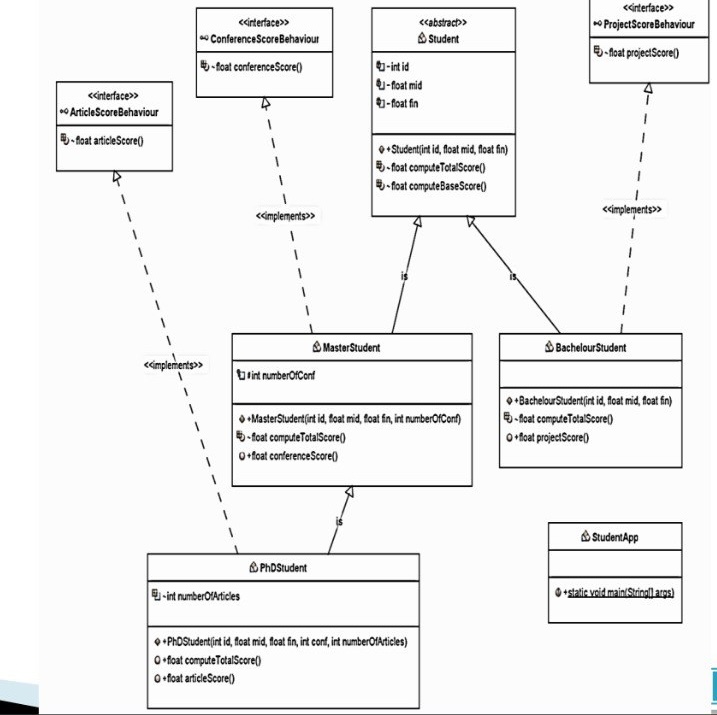 <<interface>>
ConferenceScoreBehaviour
~float conferenceScore()
<<abstract>>
Student
-int id
-float mid
-float fin
+Student(int id, float mid, float fin)
~float computeTotalScore()
~float computeBaseScore()
<<interface>>
ProjectScoreBehaviour
~float projectScore()
<<interface>>
ArticleScoreBehaviour
~float articleScore()
<<implements>>
<<implements>>
is
is
<<implements>>
MasterStudent
#int numberOfConf
+MasterStudent(int id, float mid, float fin, int numberOfConf)
~float computeTotalScore()
+float conferenceScore()
BachelourStudent
+BachelourStudent(int id, float mid, float fin)
~float computeTotalScore()
+float projectScore()
is
StudentApp
+static void main(String[] args)
PhDStudent
~int numberOfArticles
+PhDStudent(int id, float mid, float fin, int conf, int numberOfArticles)
+float computeTotalScore()
+float articleScore()